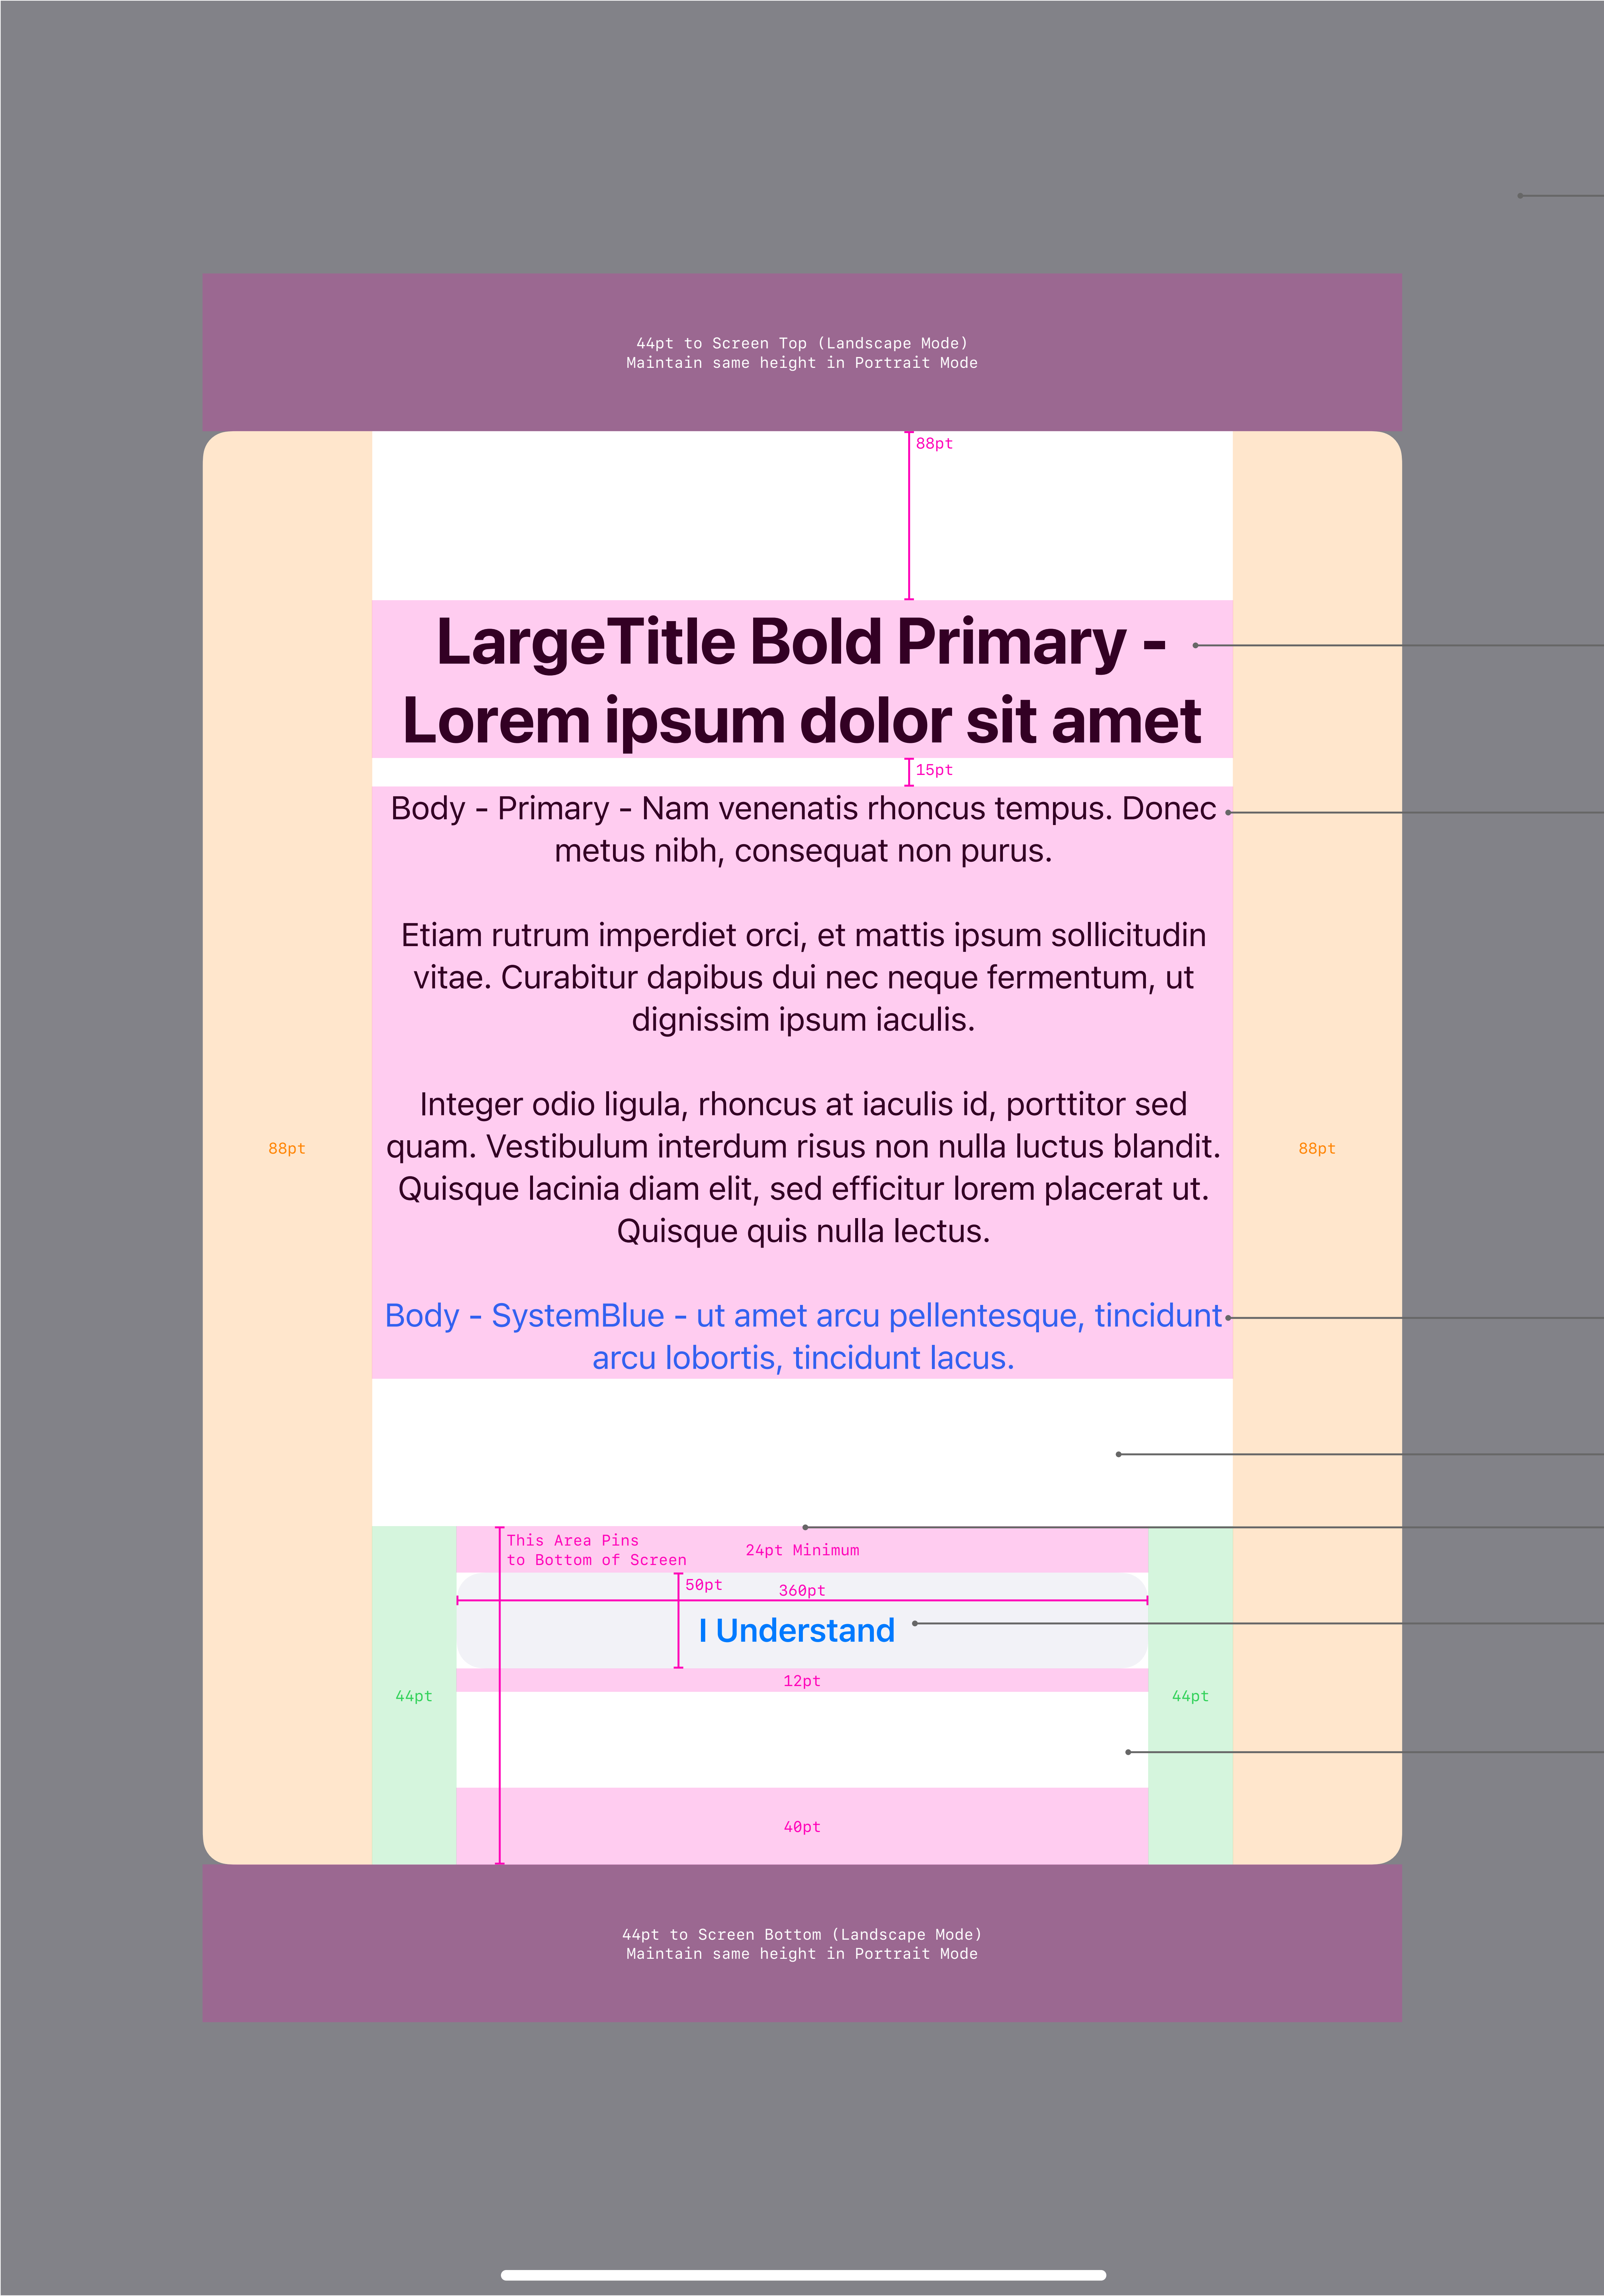 44pt to Screen Top (Landscape Mode)
Maintain same height in Portrait Mode
88pt
LargeTitle Bold Primary -
Lorem ipsum dolor sit amet
15pt
Body - Primary - Nam venenatis rhoncus tempus. Donec
metus nibh, consequat non purus.
Etiam rutrum imperdiet orci, et mattis ipsum sollicitudin
vitae. Curabitur dapibus dui nec neque fermentum, ut
dignissim ipsum iaculis.
Integer odio ligula, rhoncus at iaculis id, porttitor sed
quam. Vestibulum interdum risus non nulla luctus blandit.
Quisque lacinia diam elit, sed efficitur lorem placerat ut.
Quisque quis nulla lectus.
88pt
88pt
Body - SystemBlue - ut amet arcu pellentesque, tincidunt
arcu lobortis, tincidunt lacus.
This Area Pins
to Bottom of Screen
24pt Minimum
50pt
360pt
I Understand
12pt
44pt
44pt
40pt
44pt to Screen Bottom (Landscape Mode)
Maintain same height in Portrait Mode